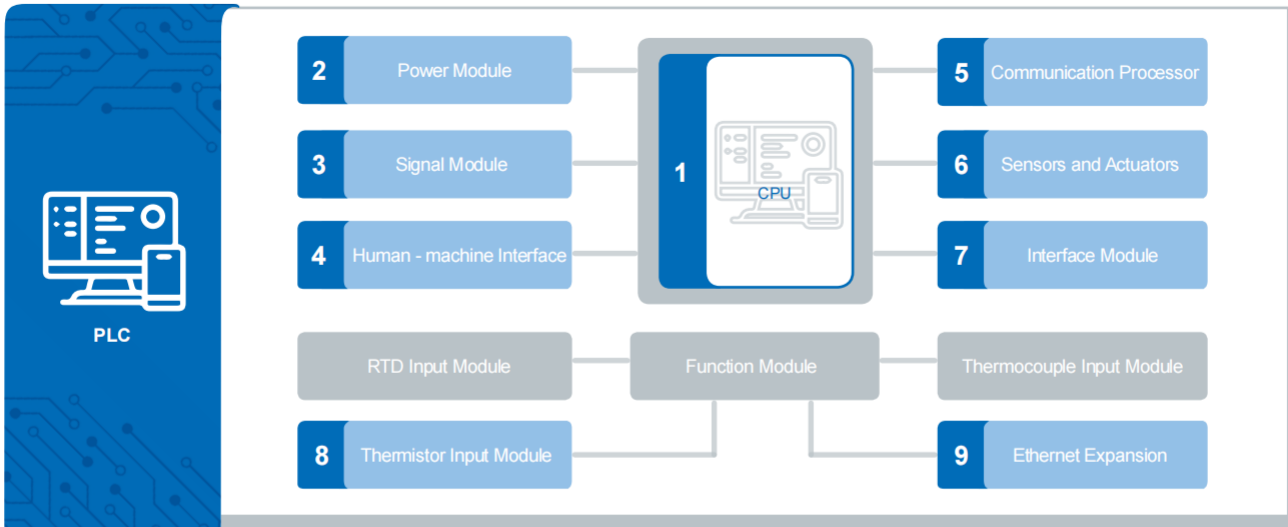 PLC
2
Power Module
3
Signal Module
4
Human - machine Interface
1
CPU
5
Communication Processor
6
Sensors and Actuators
7
Interface Module
RTD Input Module
Function Module
Thermocouple Input Module
8
Thermistor Input Module
9
Ethernet Expansion